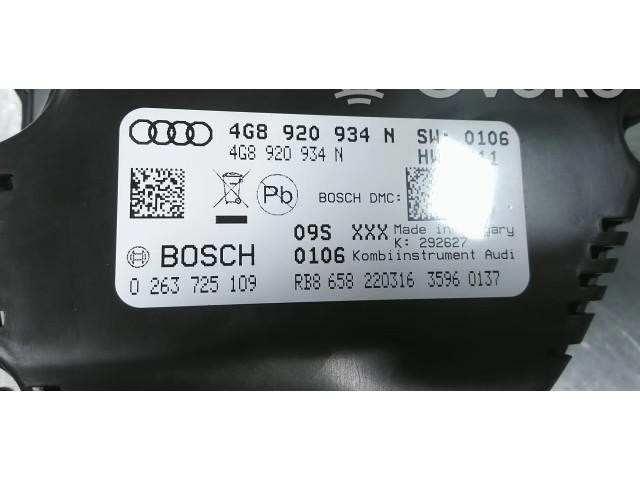 4G8 920 934 N SW: 0106
4G8 920 934 N
Pb
BOSCH DMC:
09S XXX Made in Hungary
K: 292627
BOSCH 0106 Kombiinstrument Audi
0 263 725 109 RB8 658 220316 3596 0137